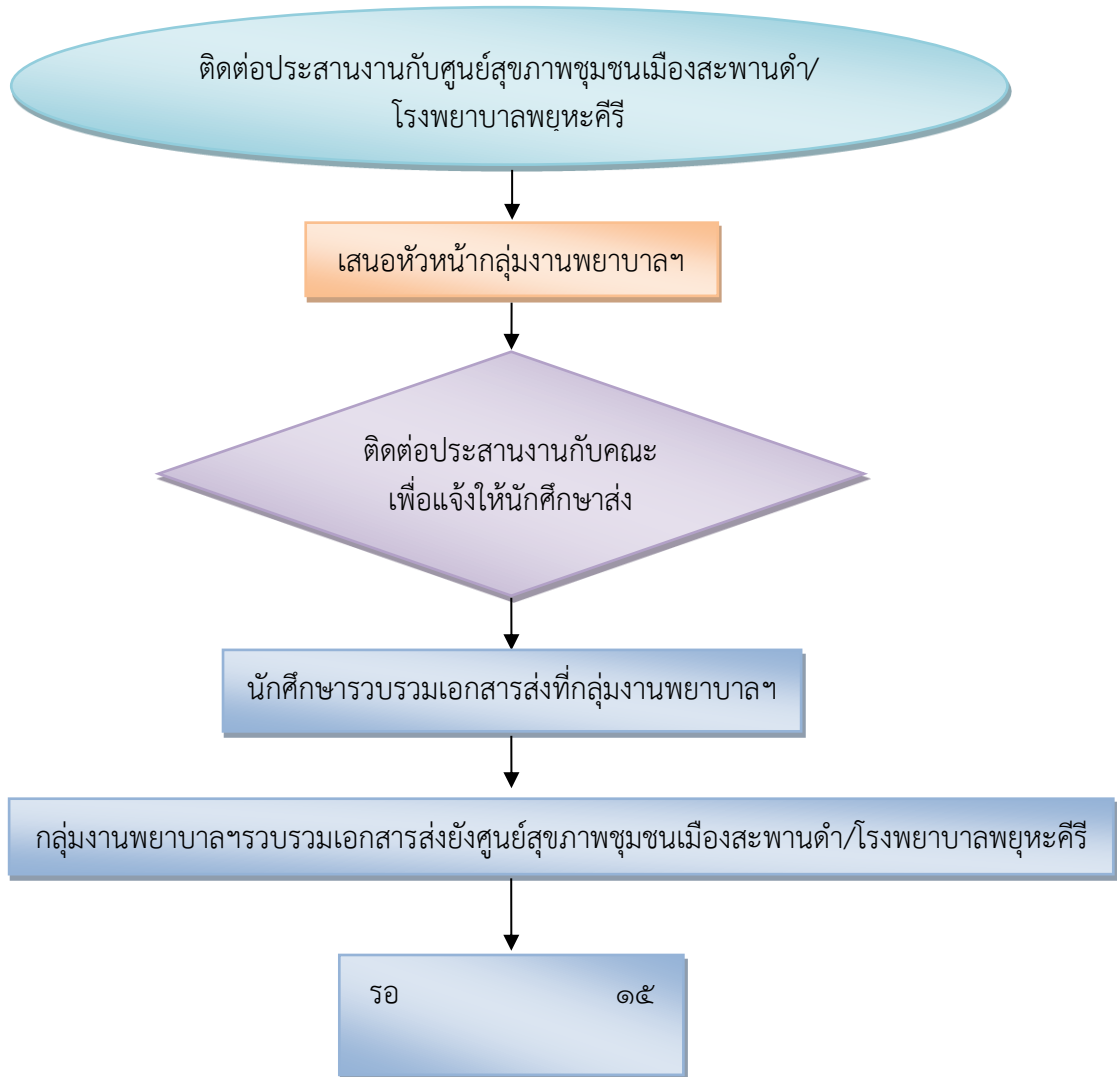 ติดต่อประสานงานกับศูนย์สุขภาพชุมชนเมืองสะพานดำ/
โรงพยาบาลพยุหะคีรี
เสนอหัวหน้ากลุ่มงานพยาบาลฯ
ติดต่อประสานงานกับคณะ
เพื่อแจ้งให้นักศึกษาส่ง
นักศึกษารวบรวมเอกสารส่งที่กลุ่มงานพยาบาลฯ
กลุ่มงานพยาบาลฯรวบรวมเอกสารส่งยังศูนย์สุขภาพชุมชนเมืองสะพานดำ/โรงพยาบาลพยุหะคีรี
รอ ๑๕